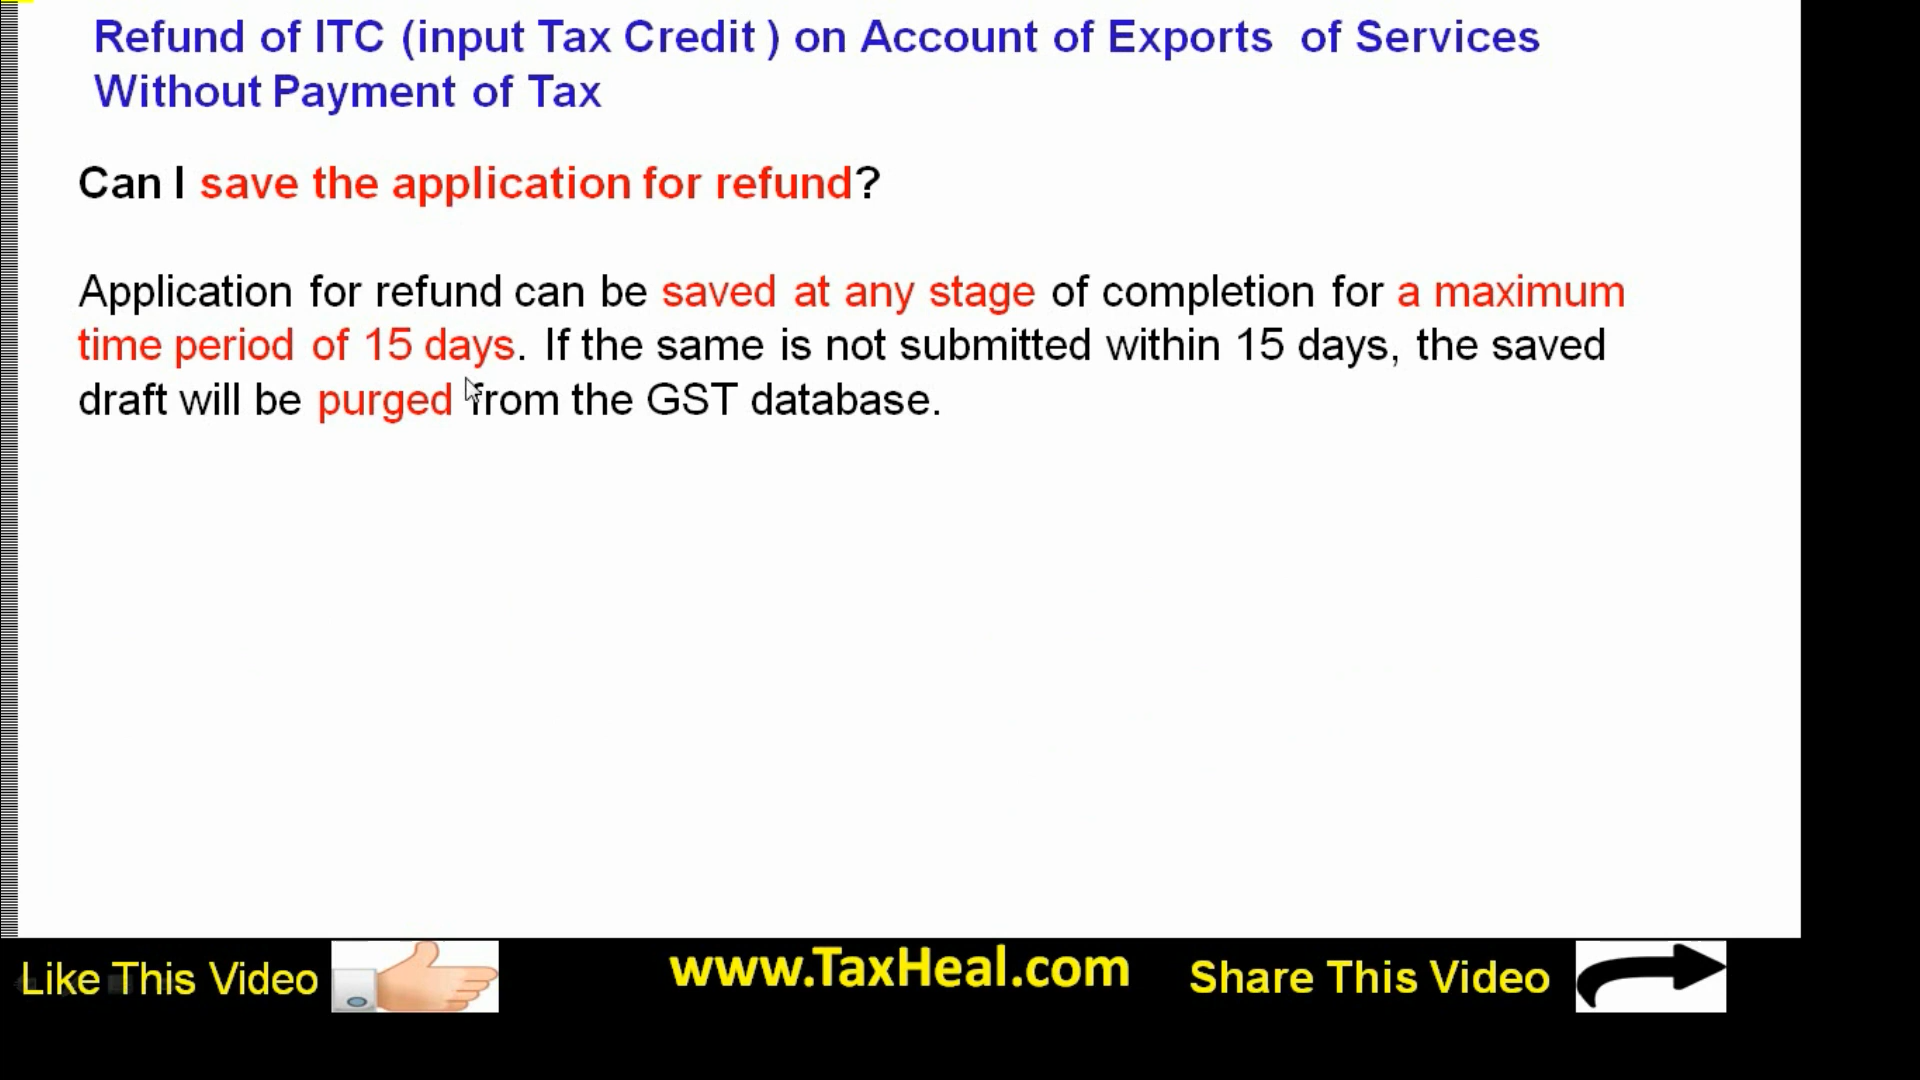 Refund of ITC (input Tax Credit ) on Account of Exports  of Services
Without Payment of Tax
Can I save the application for refund?
Application for refund can be saved at any stage of completion for a maximum
time period of 15 days. If the same is not submitted within 15 days, the saved
draft will be purged from the GST database.
Like This Video
www.TaxHeal.com
Share This Video